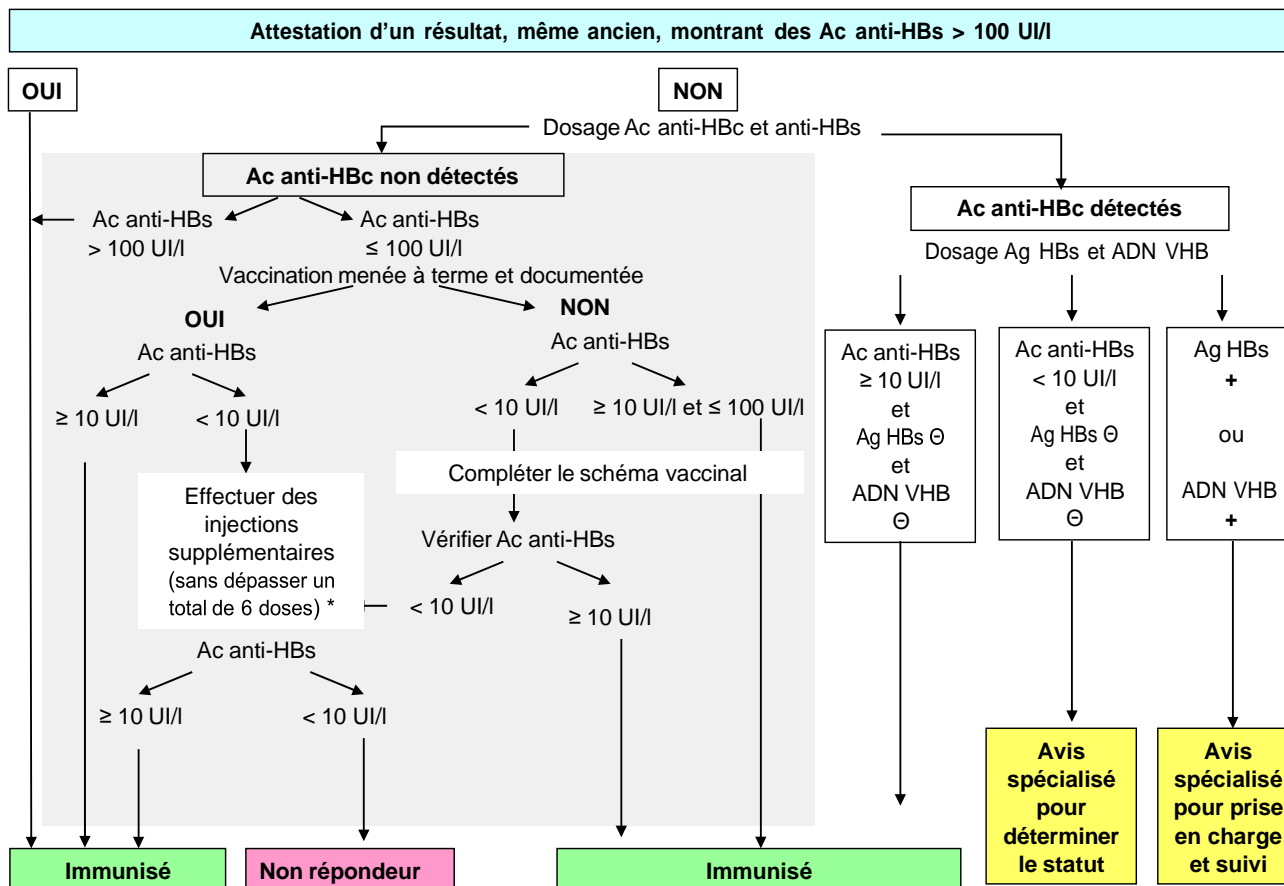 Attestation d'un résultat, même ancien, montrant des Ac anti-HBs > 100 UI/l
OUI
NON
Dosage Ac anti-HBc et anti-HBs
Ac anti-HBc non détectés
Ac anti-HBs
> 100 UI/l
Ac anti-HBs
≤ 100 UI/l
Vaccination menée à terme et documentée
OUI
Ac anti-HBs
≥ 10 UI/l
< 10 UI/l
Effectuer des
injections
supplémentaires
(sans dépasser un
total de 6 doses) *
Ac anti-HBs
≥ 10 UI/l
< 10 UI/l
NON
Ac anti-HBs
< 10 UI/l
≥ 10 UI/l et ≤ 100 UI/l
Compléter le schéma vaccinal
Vérifier Ac anti-HBs
< 10 UI/l
≥ 10 UI/l
Ac anti-HBc détectés
Dosage Ag HBs et ADN VHB
Ac anti-HBs
≥ 10 UI/l
et
Ag HBs Θ
et
ADN VHB
Θ
Ac anti-HBs
< 10 UI/l
et
Ag HBs Θ
et
ADN VHB
Θ
Ag HBs
+
ou
ADN VHB
+
Immunisé
Non répondeur
Immunisé
Avis
spécialisé
pour
déterminer
le statut
Avis
spécialisé
pour prise
en charge
et suivi